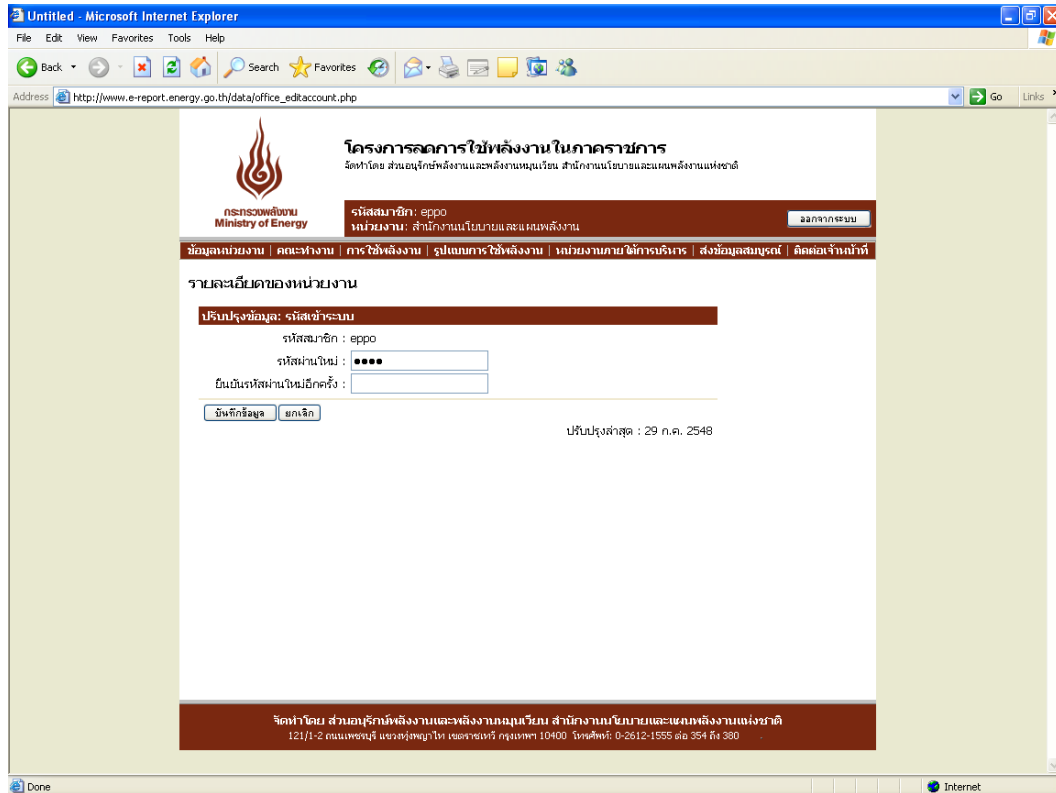 Untitled - Microsoft Internet Explorer
File Edit View Favorites Tools Help
Back Search Favorites
Address http://www.e-report.energy.go.th/data/office_editaccount.php Go Links
โครงการลดการใช้พลังงานในภาคราชการ
จัดทำโดย ส่วนอนุรักษ์พลังงานและพลังงานหมุนเวียน สำนักงานนโยบายและแผนพลังงานแห่งชาติ
กระทรวงพลังงาน
Ministry of Energy
รหัสสมาชิก: eppo
หน่วยงาน: สำนักงานนโยบายและแผนพลังงาน
ออกจากระบบ
ข้อมูลหน่วยงาน | คณะทำงาน | การใช้พลังงาน | รูปแบบการใช้พลังงาน | หน่วยงานภายใต้การบริหาร | ส่งข้อมูลสมบูรณ์ | ติดต่อเจ้าหน้าที่
รายละเอียดของหน่วยงาน
ปรับปรุงข้อมูล: รหัสเข้าระบบ
รหัสสมาชิก : eppo
รหัสผ่านใหม่ : ●●●●
ยืนยันรหัสผ่านใหม่อีกครั้ง :
บันทึกข้อมูล ยกเลิก
ปรับปรุงล่าสุด : 29 ก.ค. 2548
จัดทำโดย ส่วนอนุรักษ์พลังงานและพลังงานหมุนเวียน สำนักงานนโยบายและแผนพลังงานแห่งชาติ
121/1-2 ถนนเพชรบุรี แขวงทุ่งพญาไท เขตราชเทวี กรุงเทพฯ 10400 โทรศัพท์: 0-2612-1555 ต่อ 354 ถึง 380
Done Internet